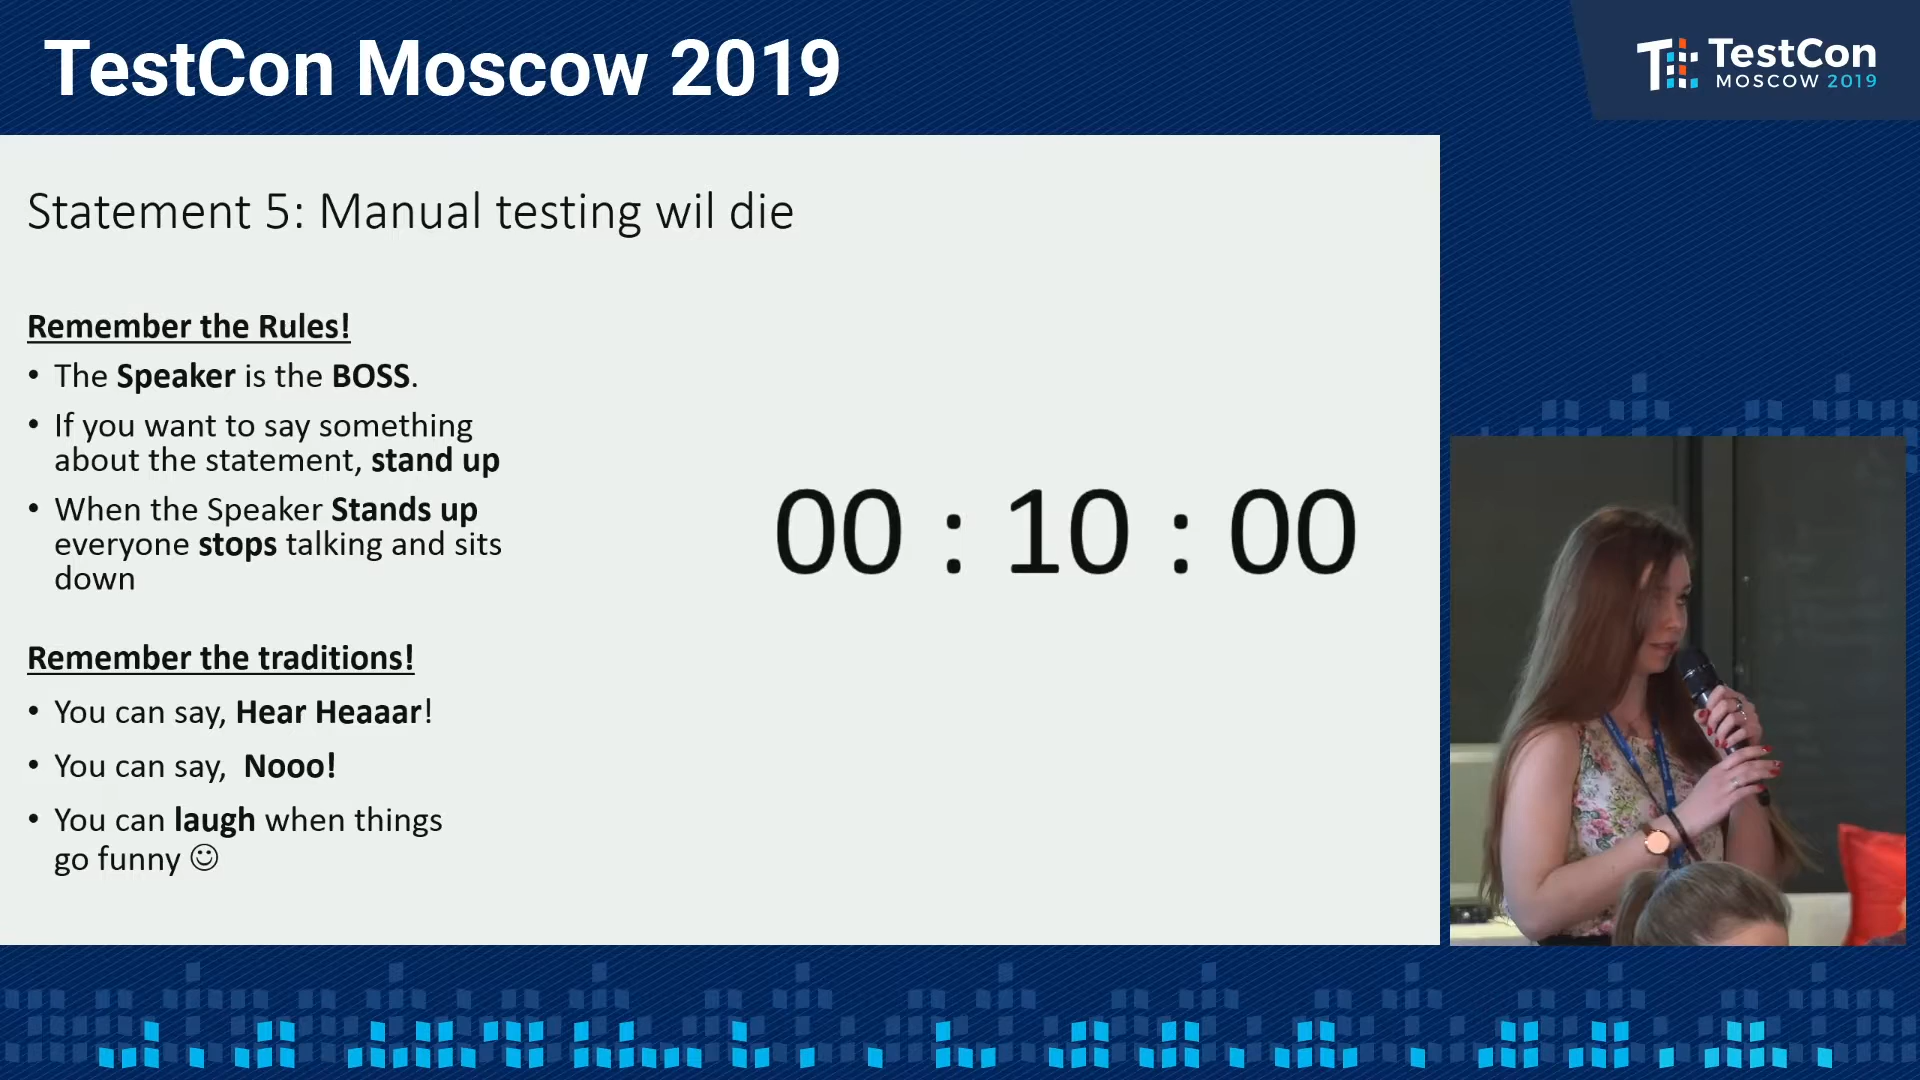 TestCon Moscow 2019
TestCon
MOSCOW 2019
Statement 5: Manual testing wil die
Remember the Rules!
• The Speaker is the BOSS.
• If you want to say something
about the statement, stand up
• When the Speaker Stands up
everyone stops talking and sits
down
00 : 10 : 00
Remember the traditions!
• You can say, Hear Heaaar!
• You can say, Nooo!
• You can laugh when things
go funny ☺